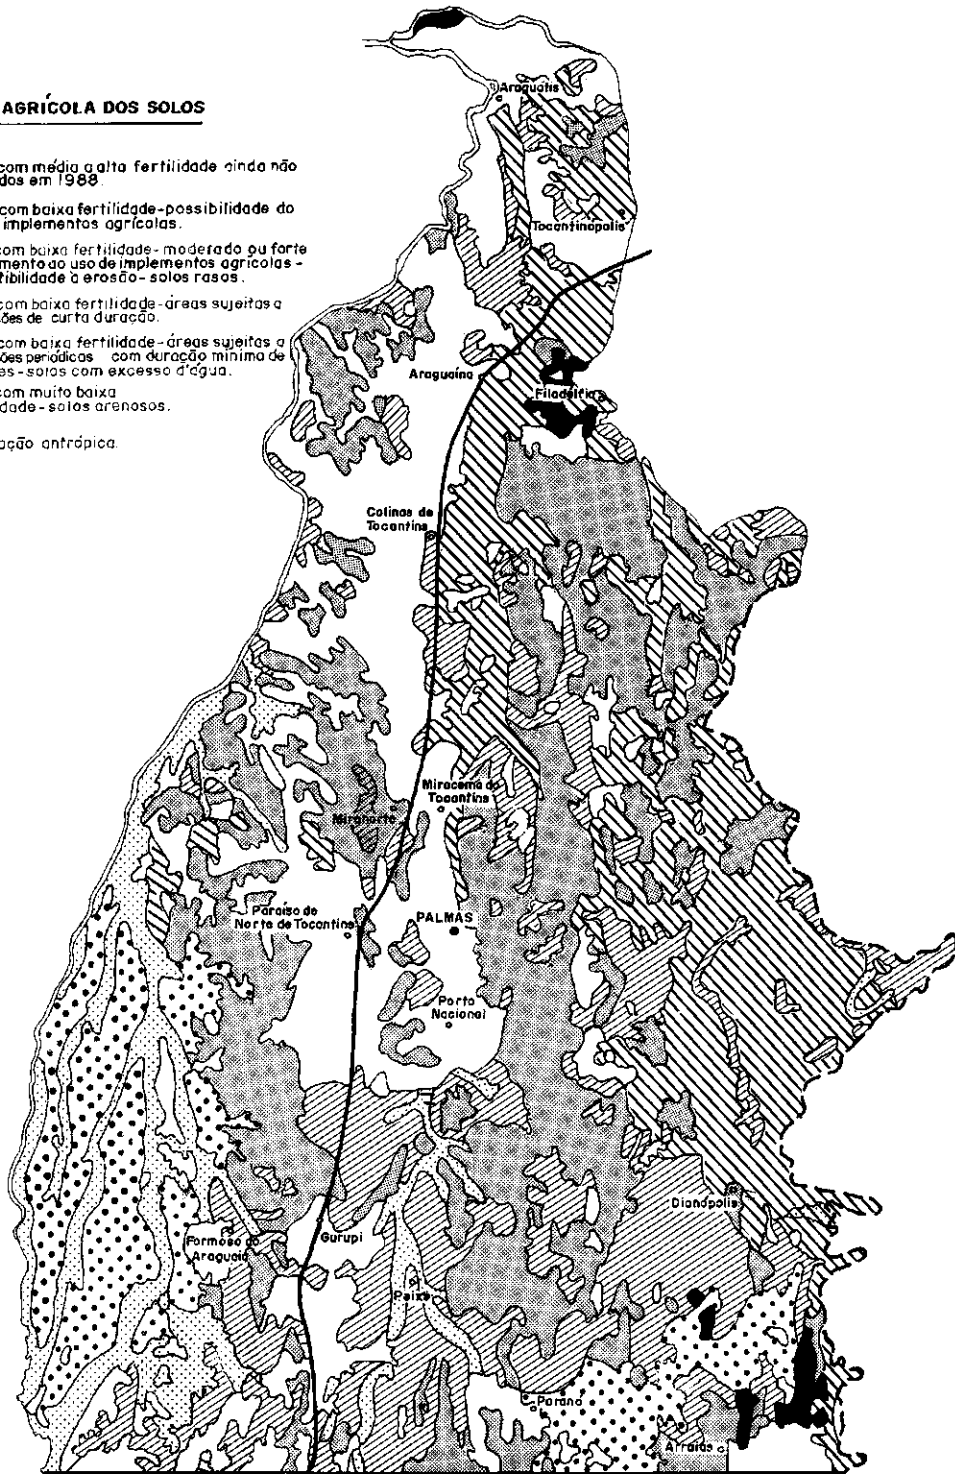 AGRÍCOLA DOS SOLOS
com média a alta fertilidade ainda não
dos em 1988.
com baixa fertilidade-possibilidade do
implementos agrícolas.
com baixa fertilidade-moderado ou forte
mento ao uso de implementos agrícolas-
tibilidade à erosão-solos rasos.
com baixa fertilidade-áreas sujeitas a
ões de curta duração.
com baixa fertilidade-áreas sujeitas a
ões periódicas com duração mínima de
es-solos com excesso d'água.
com muito baixa
dade-solos arenosos.
ação antrópica.
Araguatis
Tocantinópolis
Araguaína
Filadélfia
Colinas de
Tocantins
Miracema do
Tocantins
Miranorte
Paraíso do
Norte de Tocantins
PALMAS
Porto
Nacional
Dianópolis
Formoso do
Araguaia
Gurupi
Peixe
Paranã
Arraias